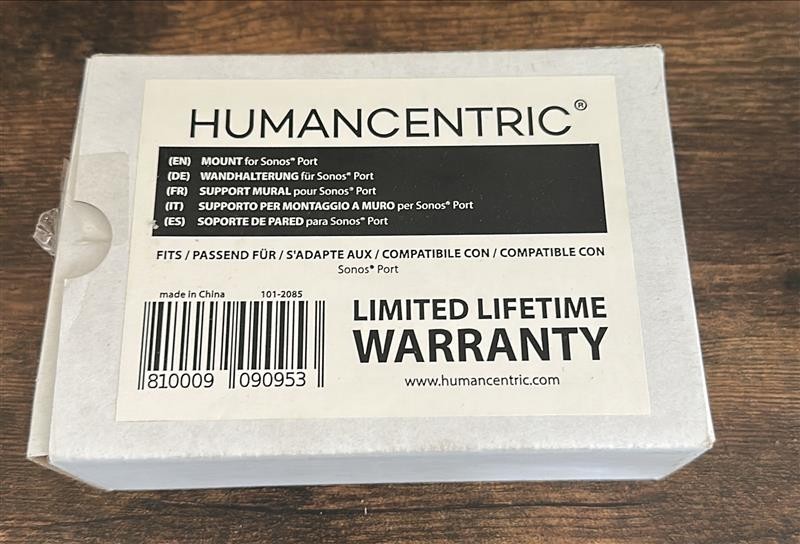 HUMANCENTRIC®
(EN) MOUNT for Sonos® Port
(DE) WANDHALTERUNG für Sonos® Port
(FR) SUPPORT MURAL pour Sonos® Port
(IT) SUPPORTO PER MONTAGGIO A MURO per Sonos® Port
(ES) SOPORTE DE PARED para Sonos® Port
FITS / PASSEND FÜR / S'ADAPTE AUX / COMPATIBILE CON / COMPATIBLE CON
Sonos® Port
made in China 101-2085
810009 090953
LIMITED LIFETIME
WARRANTY
www.humancentric.com